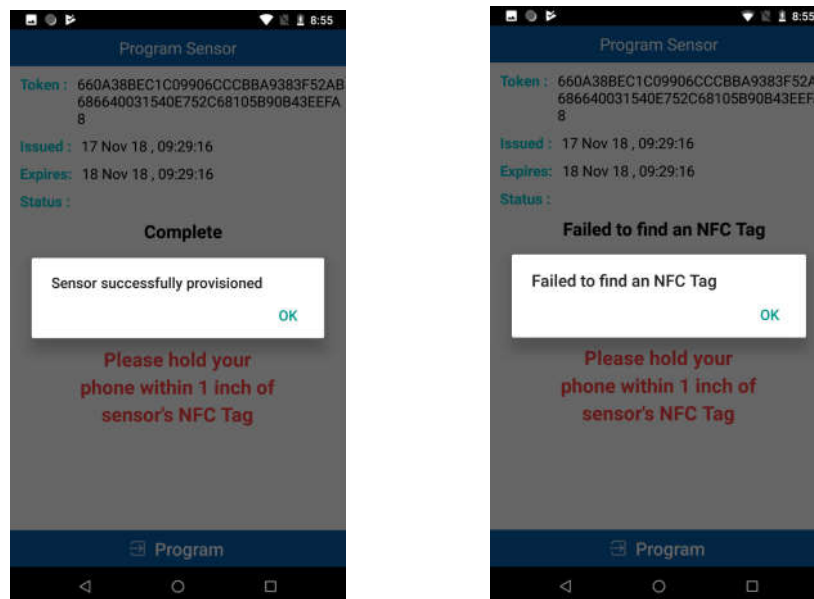 8:55
Program Sensor
Token : 660A38BEC1C09906CCCBBA9383F52AB
686640031540E752C68105B90B43EEFA
8
Issued : 17 Nov 18 , 09:29:16
Expires: 18 Nov 18 , 09:29:16
Status :
Complete
Sensor successfully provisioned
OK
Please hold your
phone within 1 inch of
sensor's NFC Tag
Program
8:55
Program Sensor
Token : 660A38BEC1C09906CCCBBA9383F52A
686640031540E752C68105B90B43EEF
8
Issued : 17 Nov 18 , 09:29:16
Expires: 18 Nov 18 , 09:29:16
Status :
Failed to find an NFC Tag
Failed to find an NFC Tag
OK
Please hold your
phone within 1 inch of
sensor's NFC Tag
Program